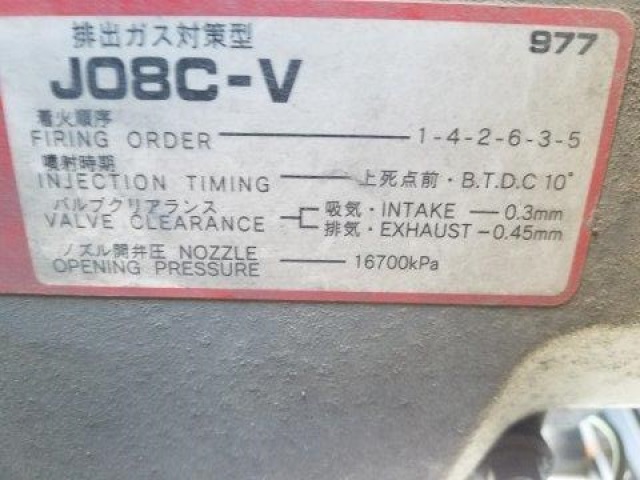 排出ガス対策型
977
J08C-V
着火順序
FIRING ORDER 1-4-2-6-3-5
噴射時期
INJECTION TIMING 上死点前・B.T.D.C 10°
バルブクリアランス
VALVE CLEARANCE
吸気・INTAKE 0.3mm
排気・EXHAUST 0.45mm
ノズル開弁圧 NOZZLE
OPENING PRESSURE 16700kPa